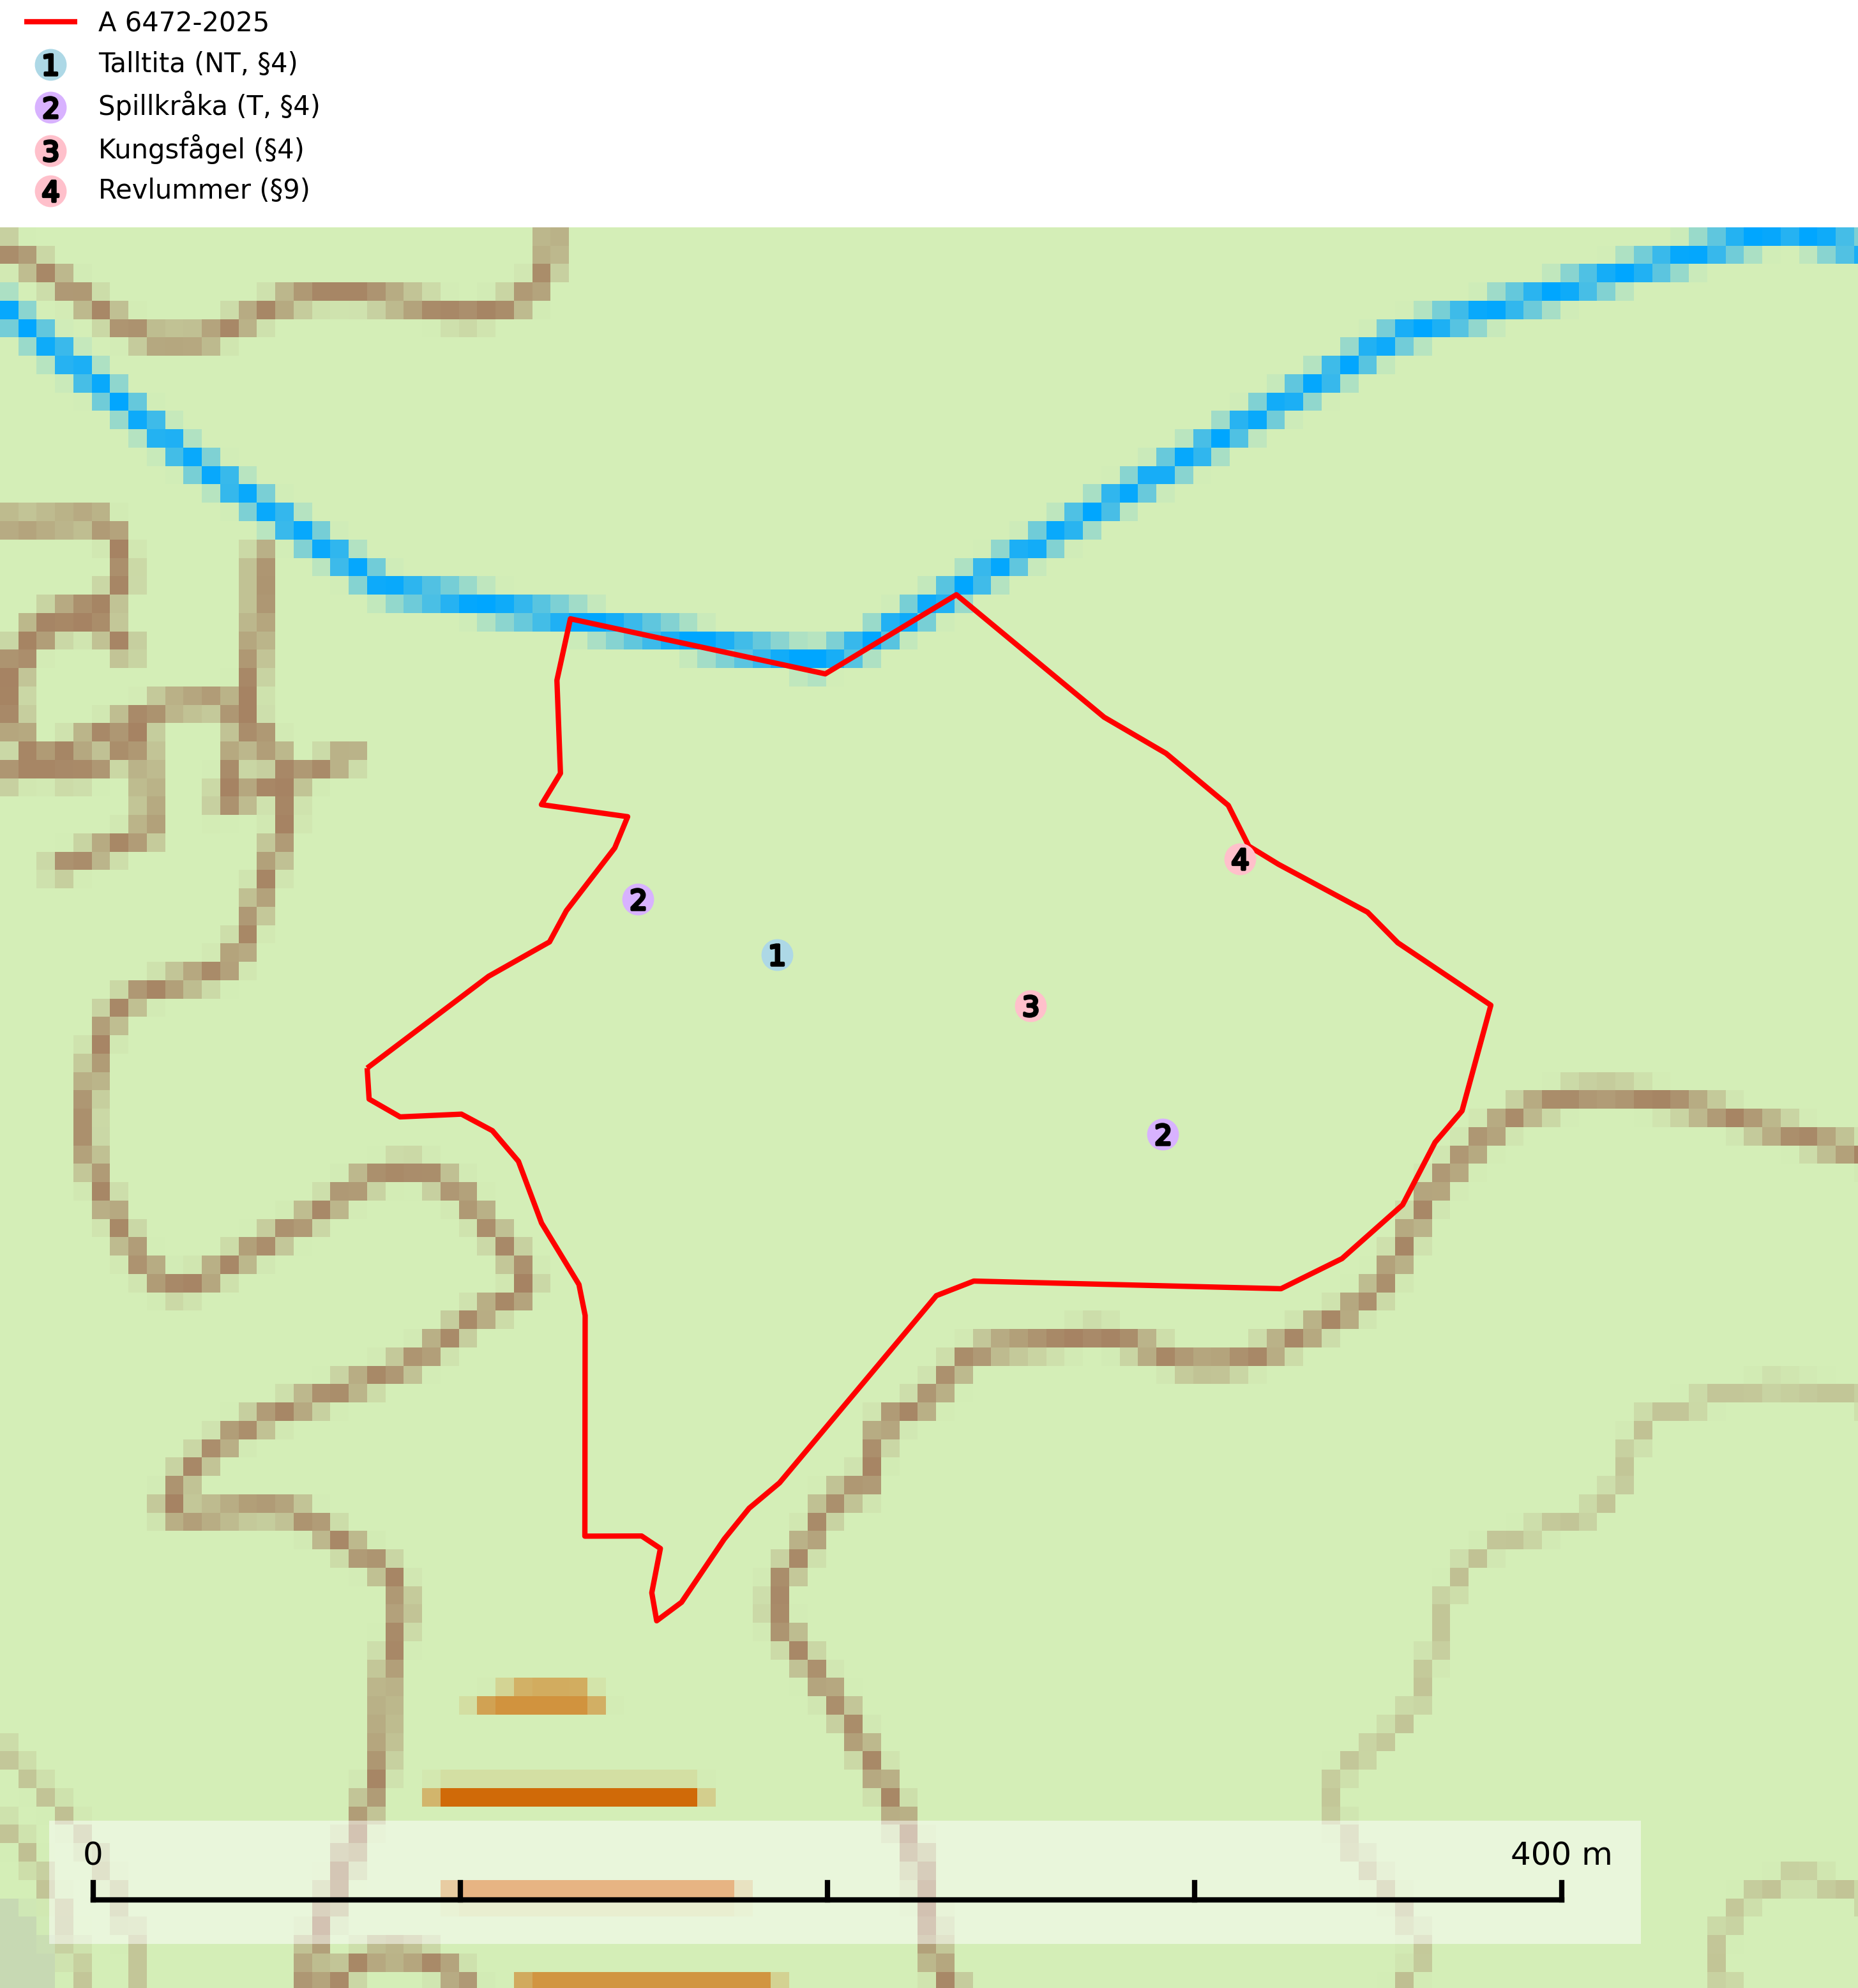 A 6472-2025
1 Talltita (NT, §4)
2 Spillkråka (T, §4)
3 Kungsfågel (§4)
4 Revlummer (§9)
4
2
1
3
2
0 400 m